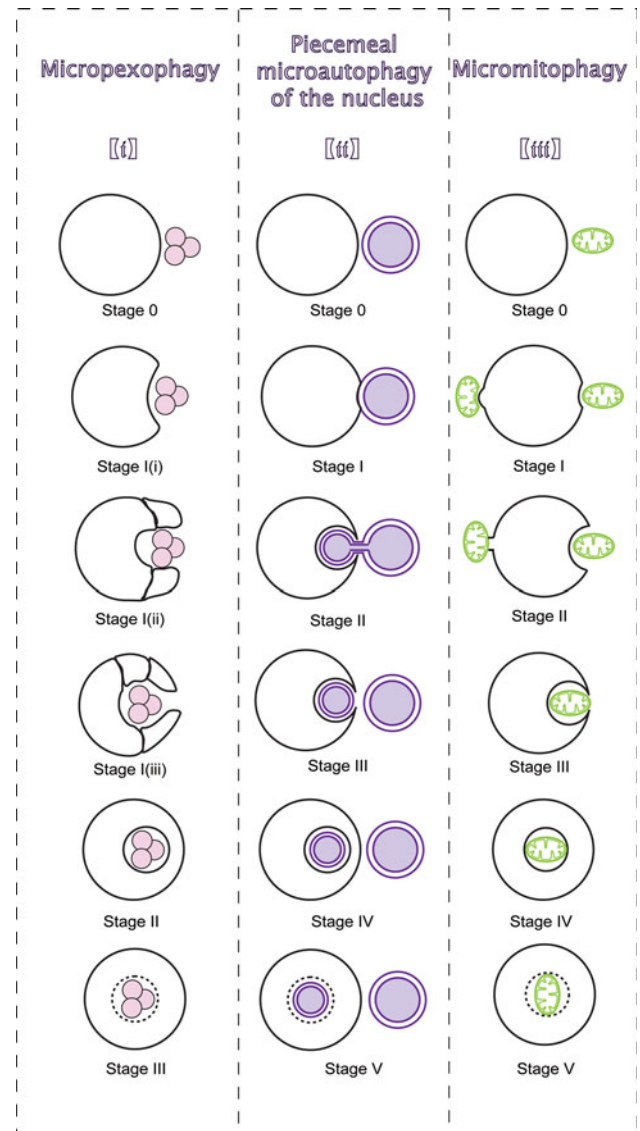 Micropexophagy
Piecemeal
microautophagy
of the nucleus
Micromitophagy
〖i〗
〖ii〗
〖iii〗
Stage 0
Stage 0
Stage 0
Stage I(i)
Stage I
Stage I
Stage I(ii)
Stage II
Stage II
Stage I(iii)
Stage III
Stage III
Stage II
Stage IV
Stage IV
Stage III
Stage V
Stage V